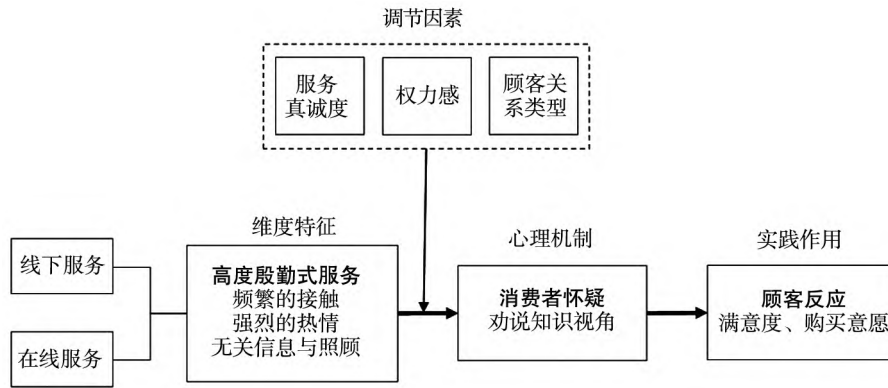 调节因素
服务
真诚度
权力感
顾客关
系类型
维度特征
心理机制
实践作用
线下服务
在线服务
高度殷勤式服务
频繁的接触
强烈的热情
无关信息与照顾
消费者怀疑
劝说知识视角
顾客反应
满意度、购买意愿